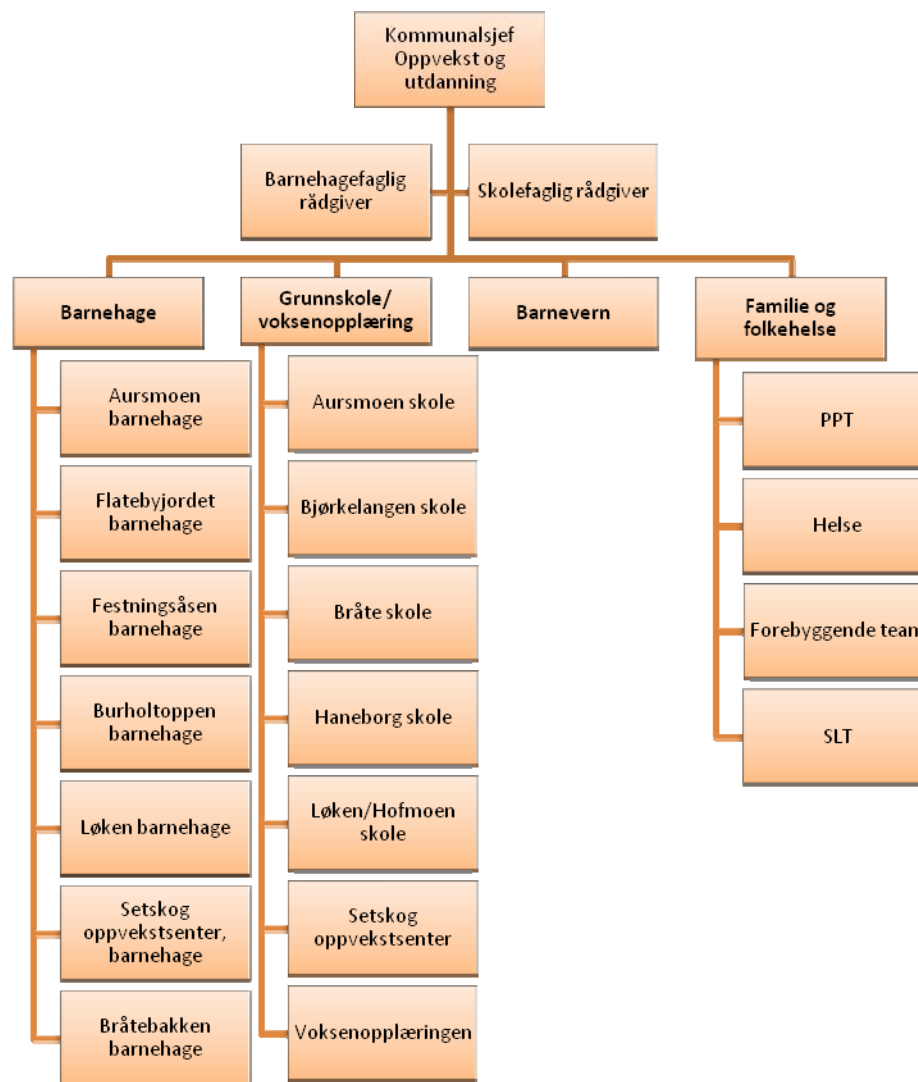 Kommunalsjef
Oppvekst og
utdanning
Barnehagefaglig
rådgiver
Skolefaglig rådgiver
Barnehage
Grunnskole/
voksenopplæring
Barnevern
Familie og
folkehelse
Aursmoen
barnehage
Flatebyjordet
barnehage
Festningsåsen
barnehage
Burholtoppen
barnehage
Løken barnehage
Setskog
oppvekstsenter,
barnehage
Bråtebakken
barnehage
Aursmoen skole
Bjørkelangen skole
Bråte skole
Haneborg skole
Løken/Hofmoen
skole
Setskog
oppvekstsenter
Voksenopplæringen
PPT
Helse
Forebyggende team
SLT